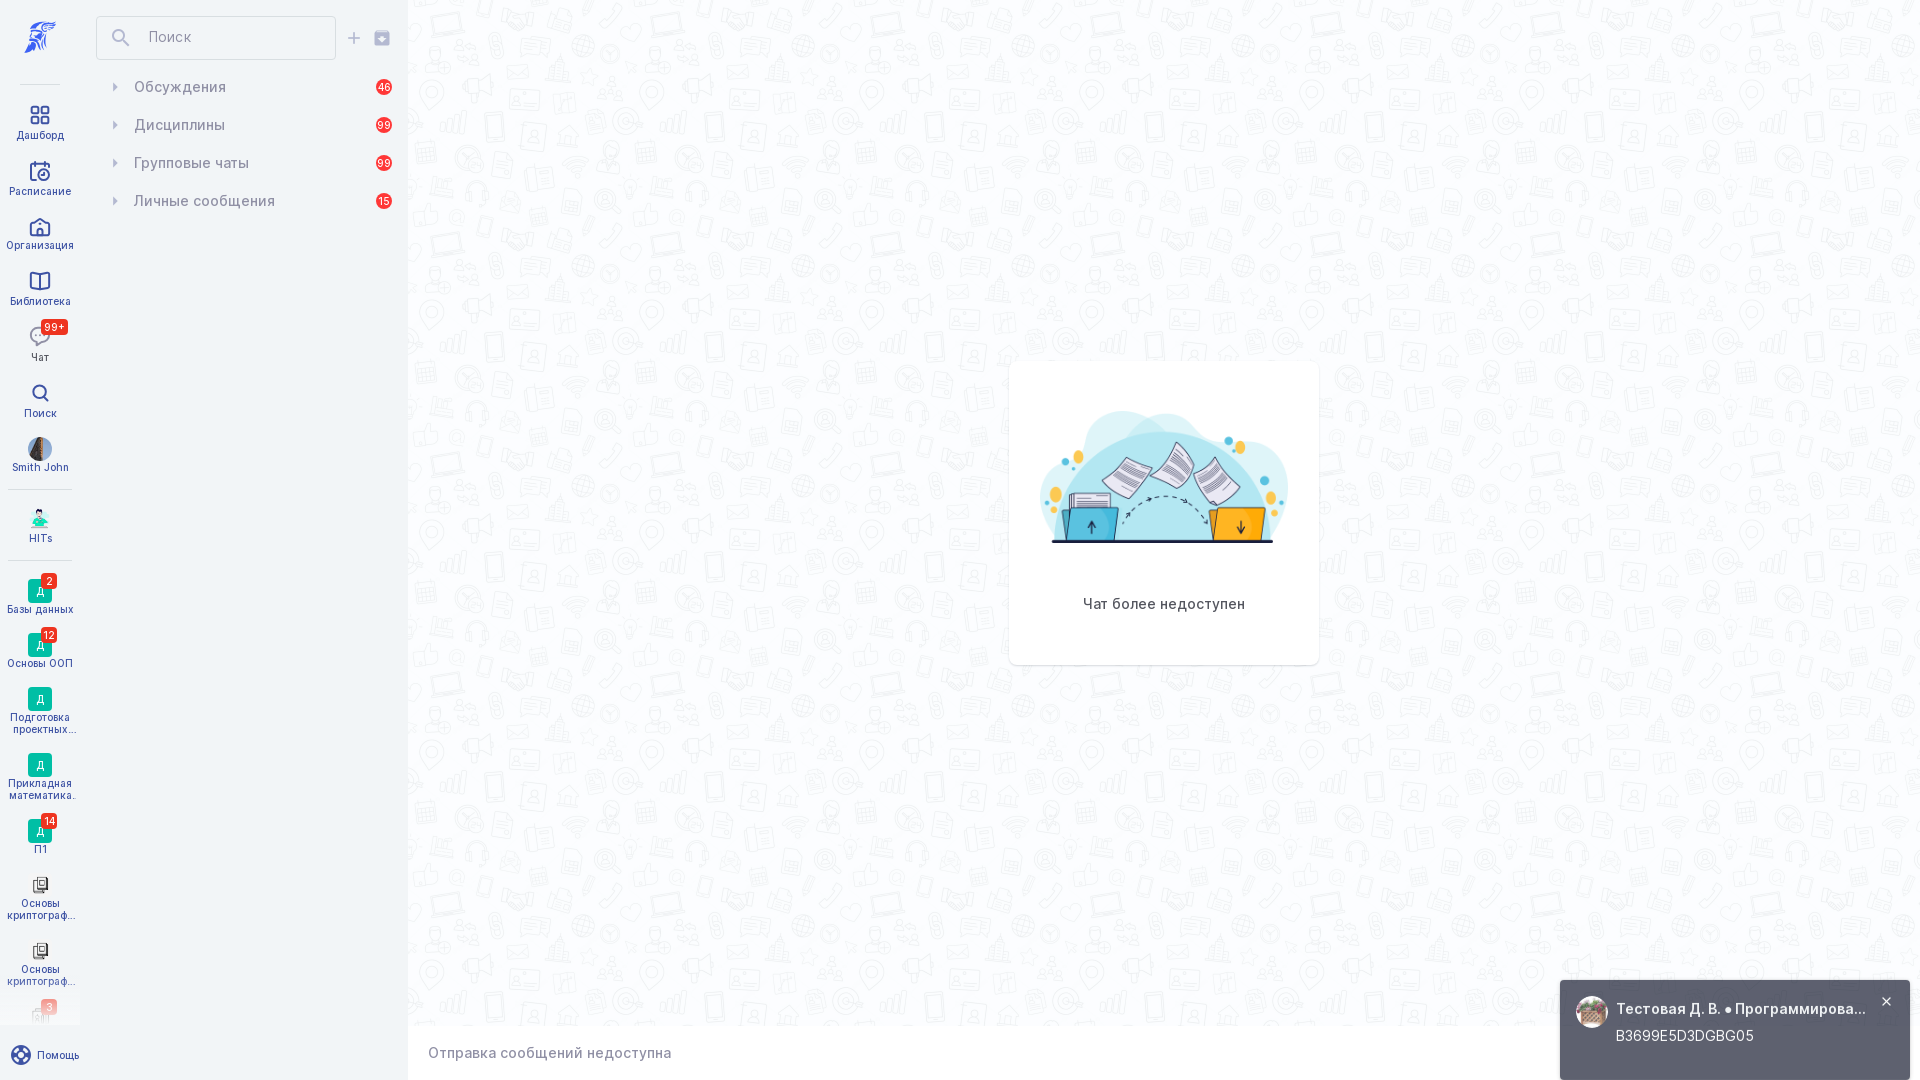 Поиск
Обсуждения 46
Дисциплины 99
Групповые чаты 99
Личные сообщения 15
Дашборд
Расписание
Организация
Библиотека
99+
Чат
Поиск
Smith John
HITs
2
Д
Базы данных
12
Д
Основы ООП
Д
Подготовка
проектных...
Д
Прикладная
математика.
14
Д
П1
Основы
криптограф...
Основы
криптограф...
3
Помощь
Чат более недоступен
Отправка сообщений недоступна
Тестовая Д. В. • Программирова...
B3699E5D3DGBG05